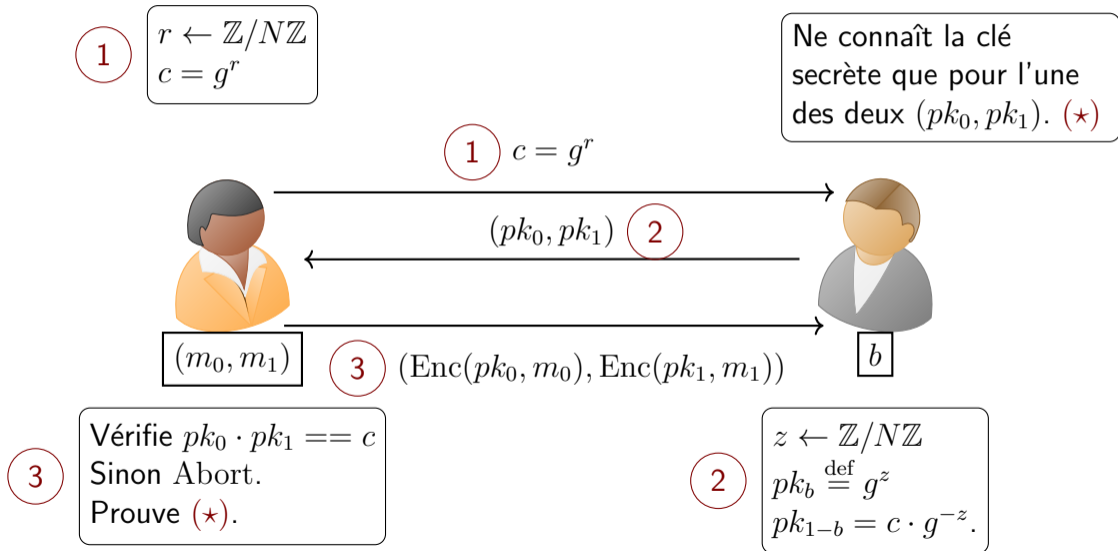 1
r ← ℤ/Nℤ
c = g^r
Ne connaît la clé
secrète que pour l'une
des deux (pk_0, pk_1). (⋆)
1 c = g^r
(pk_0, pk_1) 2
(m_0, m_1)
b
3 (Enc(pk_0, m_0), Enc(pk_1, m_1))
3
Vérifie pk_0 · pk_1 == c
Sinon Abort.
Prouve (⋆).
2
z ← ℤ/Nℤ
pk_b def= g^z
pk_{1−b} = c · g^{−z}.